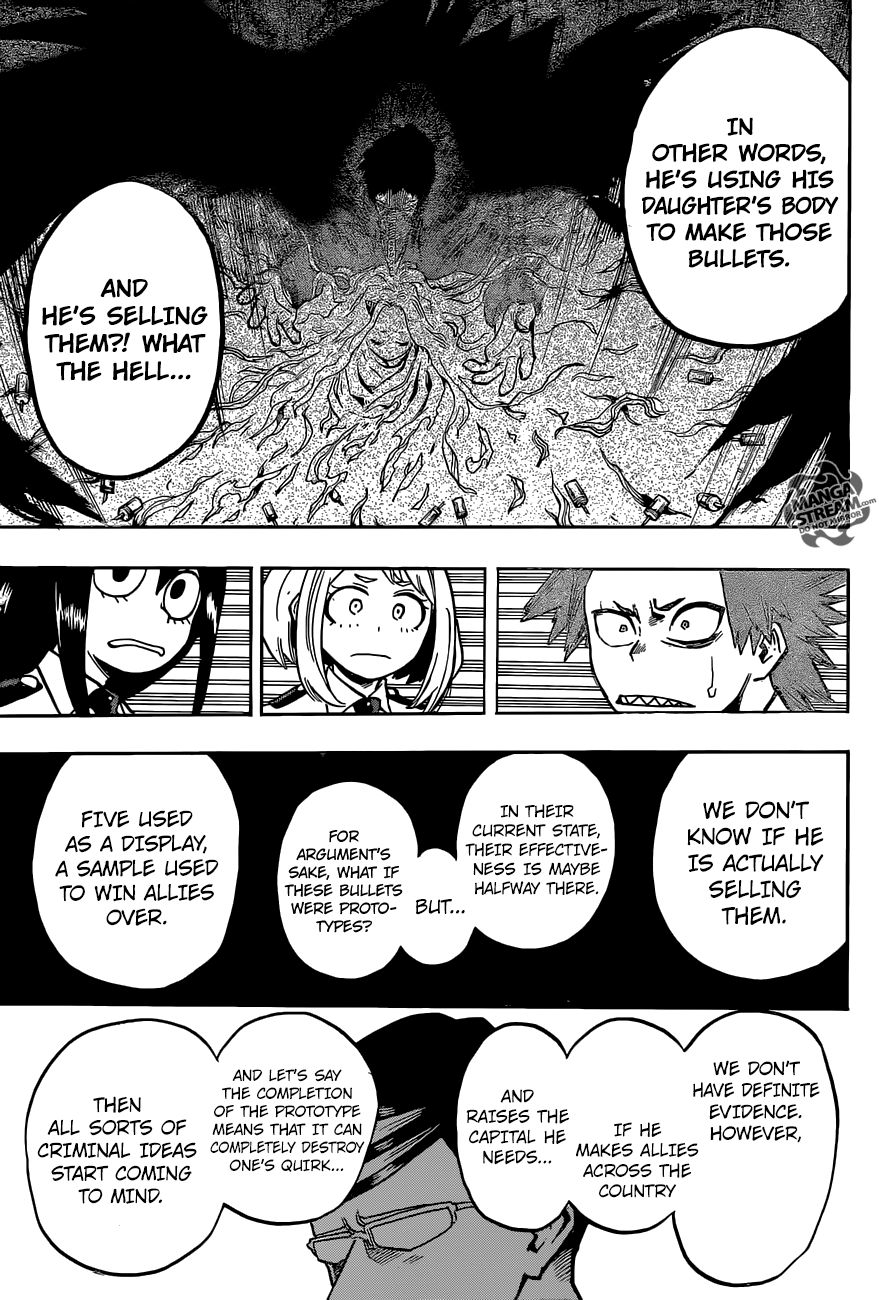 IN
OTHER WORDS,
HE'S USING HIS
DAUGHTER'S BODY
TO MAKE THOSE
BULLETS.
AND
HE'S SELLING
THEM?! WHAT
THE HELL...
MANGA
STREAM.com
DO NOT MIRROR
WE DON'T
KNOW IF HE
IS ACTUALLY
SELLING
THEM.
IN THEIR
CURRENT STATE,
THEIR EFFECTIVE-
NESS IS MAYBE
HALFWAY THERE.
BUT...
FOR
ARGUMENT'S
SAKE, WHAT IF
THESE BULLETS
WERE PROTO-
TYPES?
FIVE USED
AS A DISPLAY,
A SAMPLE USED
TO WIN ALLIES
OVER.
WE DON'T
HAVE DEFINITE
EVIDENCE.
HOWEVER,
IF HE
MAKES ALLIES
ACROSS THE
COUNTRY
AND
RAISES THE
CAPITAL HE
NEEDS...
AND LET'S SAY
THE COMPLETION
OF THE PROTOTYPE
MEANS THAT IT CAN
COMPLETELY DESTROY
ONE'S QUIRK...
THEN
ALL SORTS OF
CRIMINAL IDEAS
START COMING
TO MIND.